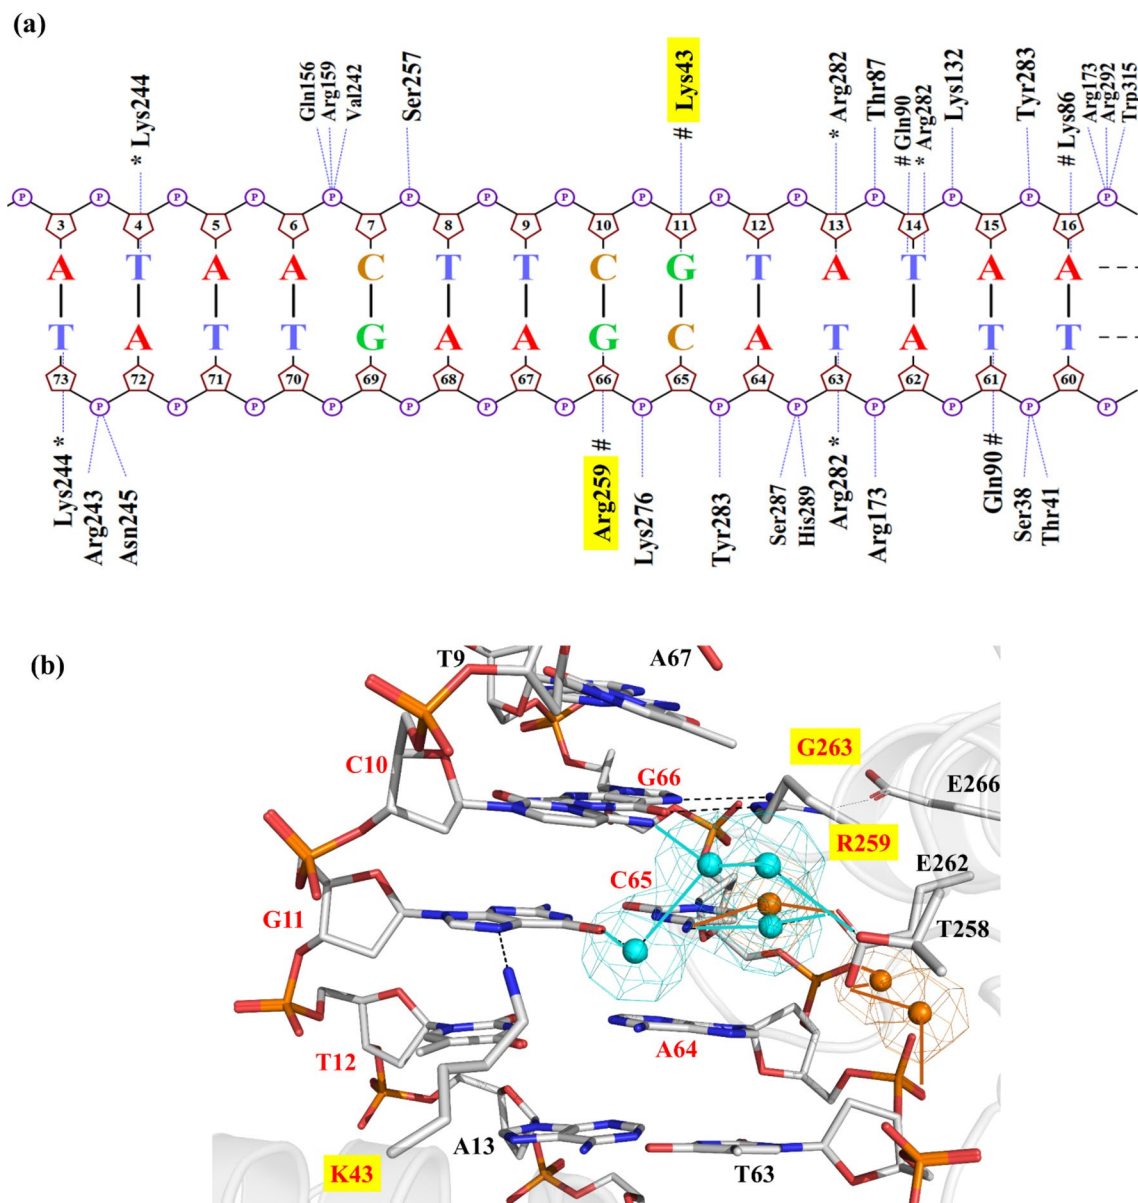 (a)
* Lys244
Gln156
Arg159
Val242
Ser257
# Lys43
* Arg282
Thr87
# Gln90
* Arg282
Lys132
Tyr283
# Lys86
Arg173
Arg292
Trp315
P P P P P P P P P P P P P P P
3 4 5 6 7 8 9 10 11 12 13 14 15 16
A T A A C T T C G T A T A A
T A T T G A A G C A T A T T
73 72 71 70 69 68 67 66 65 64 63 62 61 60
P P P P P P P P P P P P P P
Lys244 *
Arg243
Asn245
Arg259 #
Lys276
Tyr283
Ser287
His289
Arg282 *
Arg173
Gln90 #
Ser38
Thr41
(b)
T9 A67
G263
C10 G66 E266
R259
C65 E262
G11 T258
T12 A64
A13 T63
K43